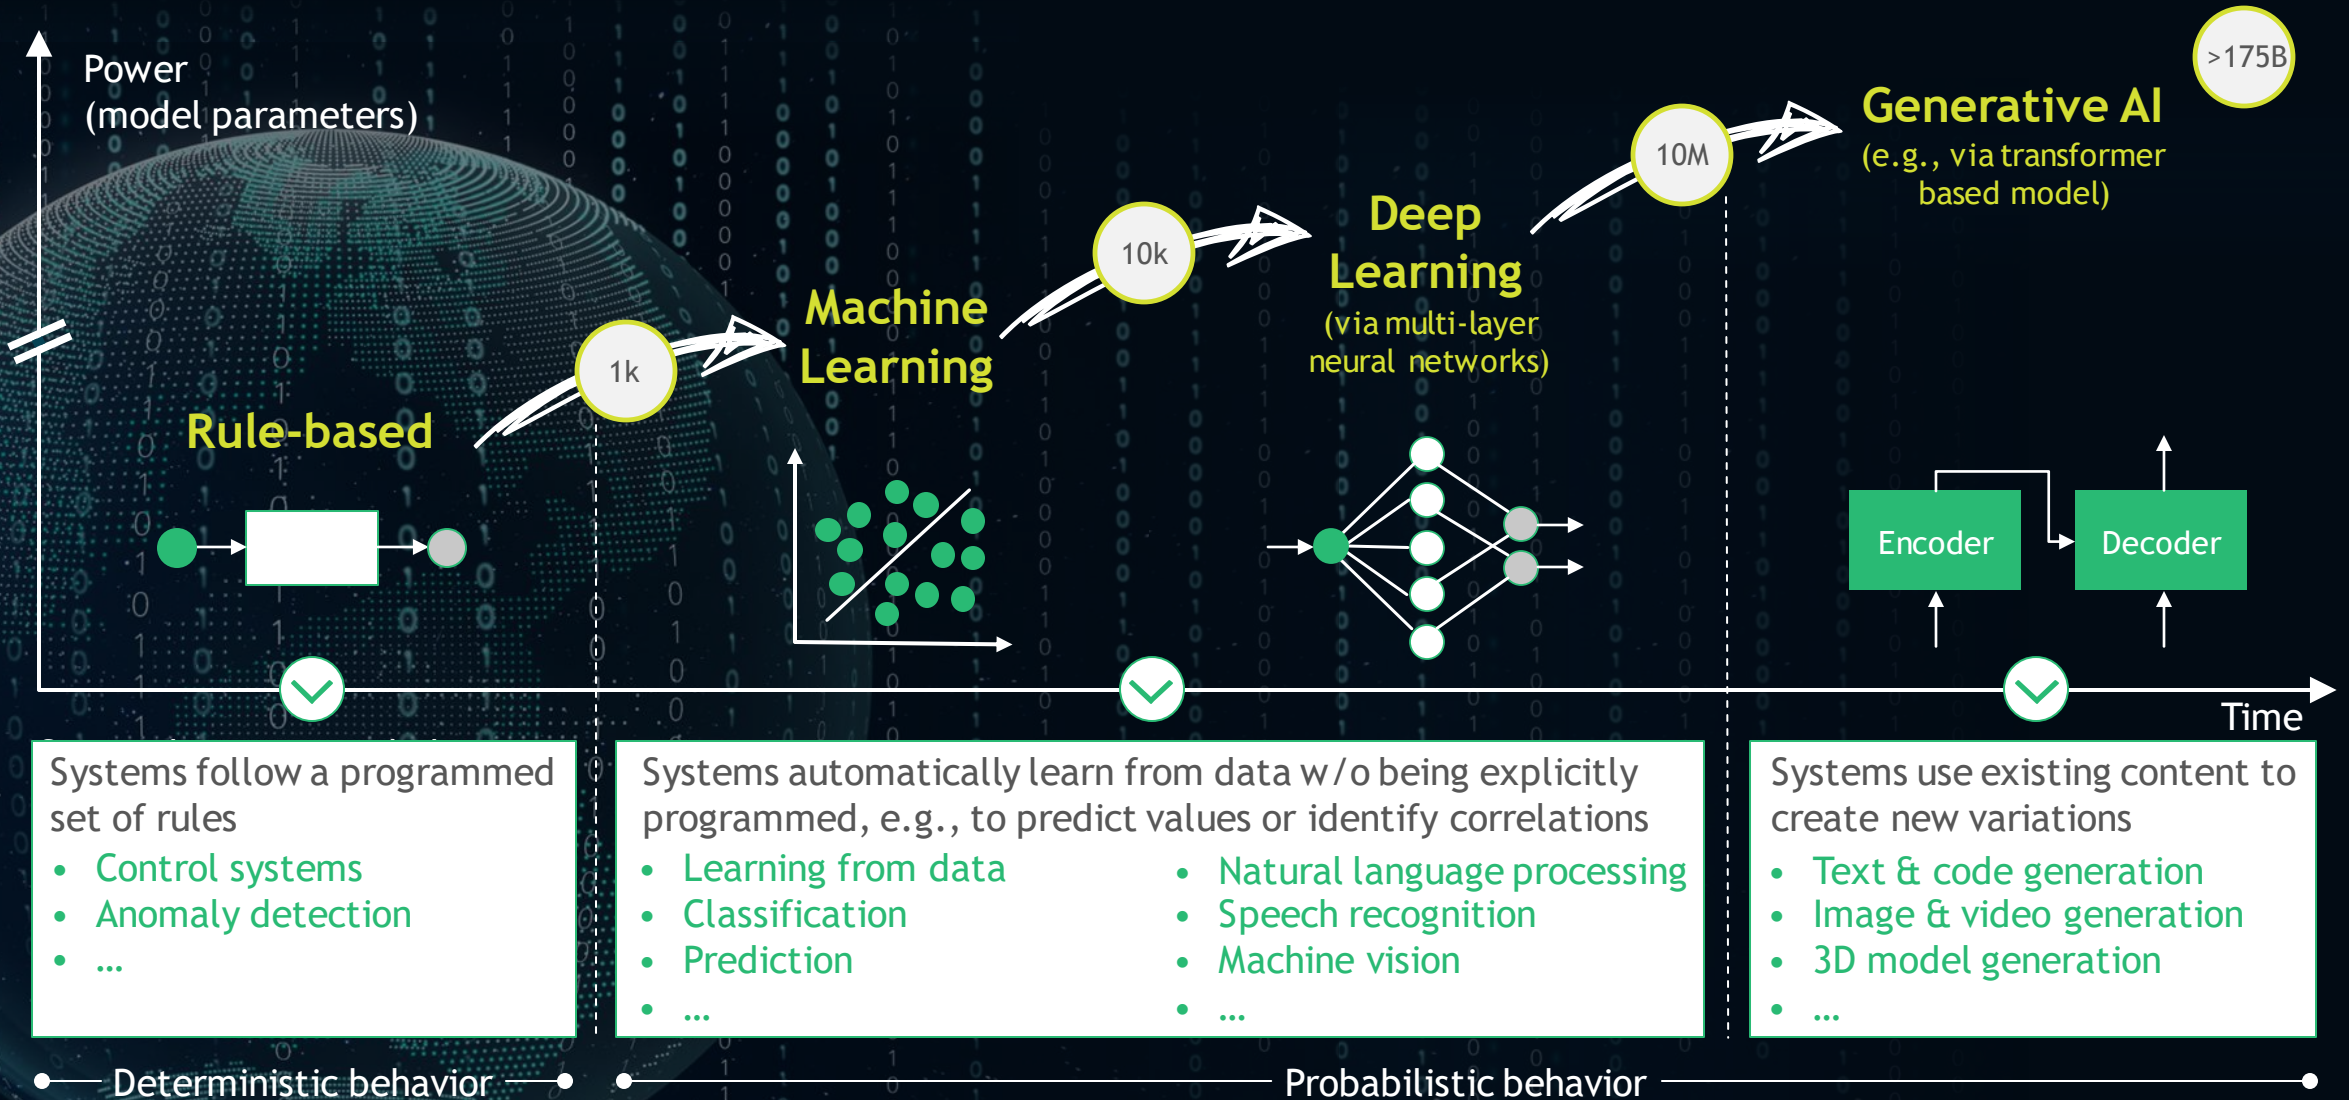 Power
(model parameters)
>175B
Generative AI
(e.g., via transformer
based model)
10M
Deep
Learning
(via multi-layer
neural networks)
10k
Machine
Learning
1k
Rule-based
Encoder
Decoder
Time
Systems follow a programmed
set of rules
• Control systems
• Anomaly detection
• ...
Systems automatically learn from data w/o being explicitly
programmed, e.g., to predict values or identify correlations
• Learning from data
• Classification
• Prediction
• ...
• Natural language processing
• Speech recognition
• Machine vision
• ...
Systems use existing content to
create new variations
• Text & code generation
• Image & video generation
• 3D model generation
• ...
Deterministic behavior
Probabilistic behavior